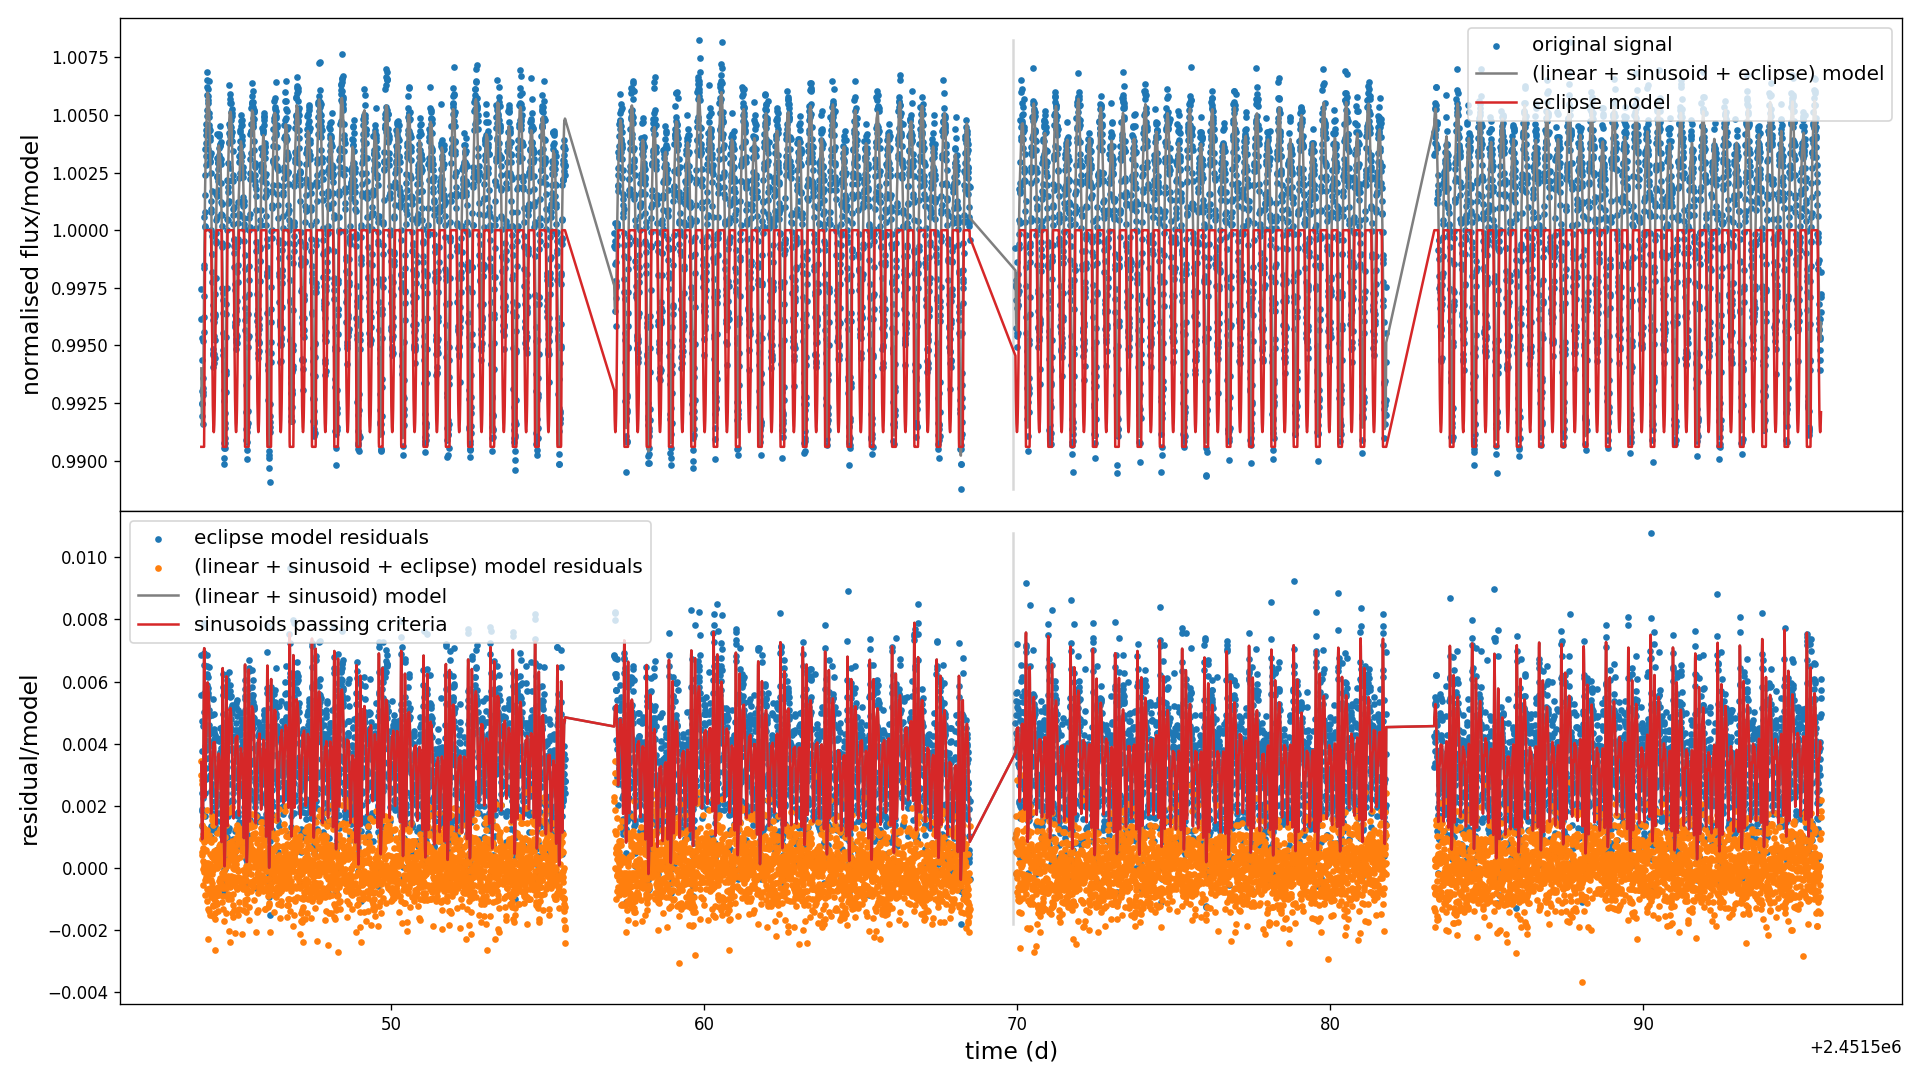 1.0075
1.0050
1.0025
1.0000
0.9975
0.9950
0.9925
0.9900
normalised flux/model
original signal
(linear + sinusoid + eclipse) model
eclipse model
0.010
0.008
0.006
0.004
0.002
0.000
−0.002
−0.004
residual/model
eclipse model residuals
(linear + sinusoid + eclipse) model residuals
(linear + sinusoid) model
sinusoids passing criteria
50 60 70 80 90
time (d)
+2.4515e6